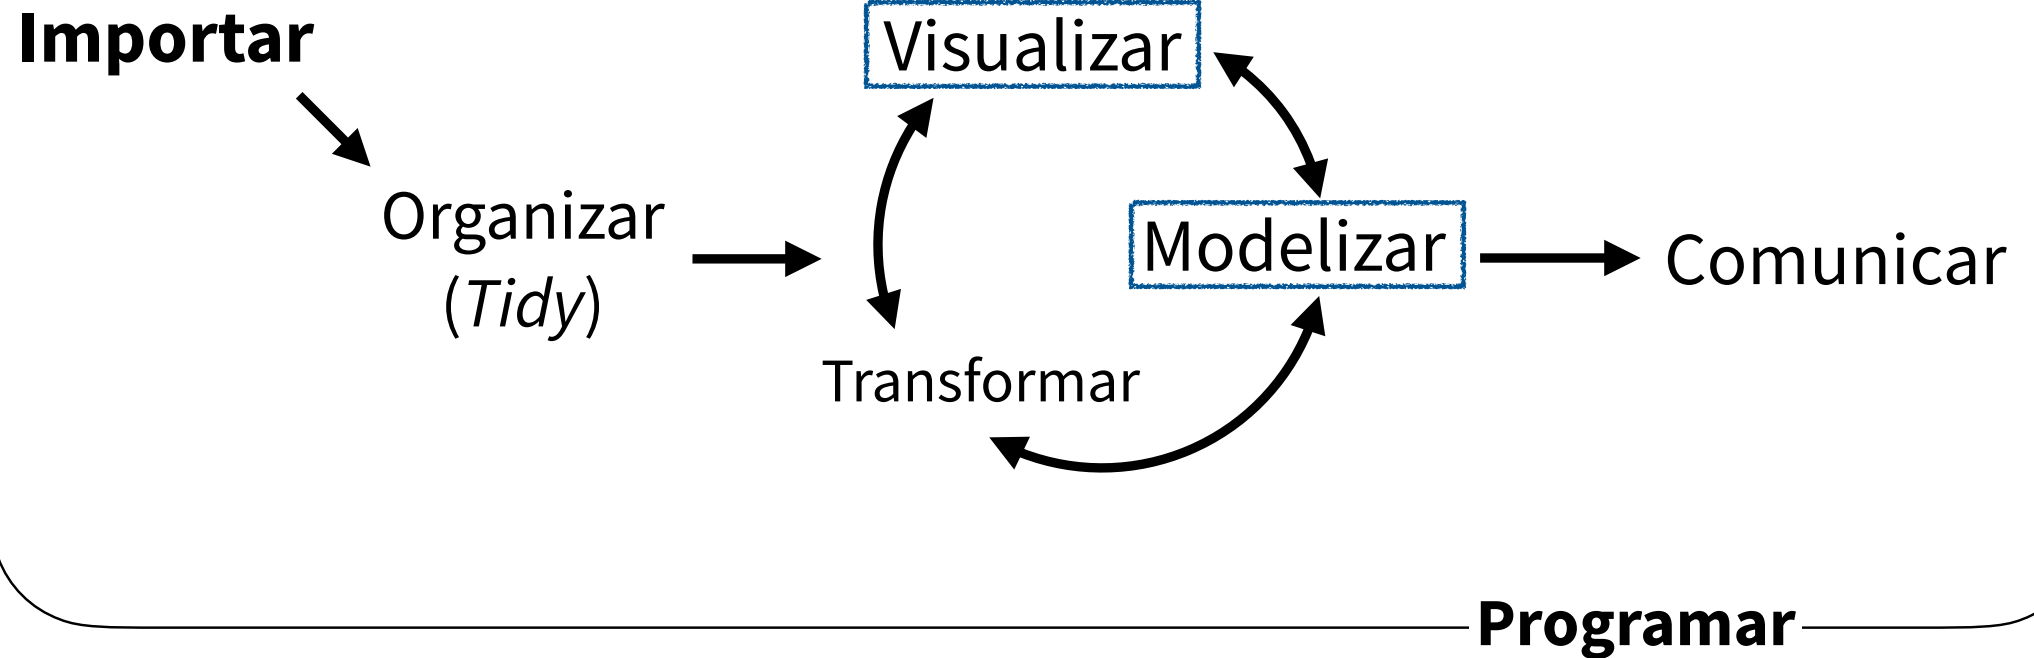 Importar
Organizar
(Tidy)
Visualizar
Transformar
Modelizar
Comunicar
Programar